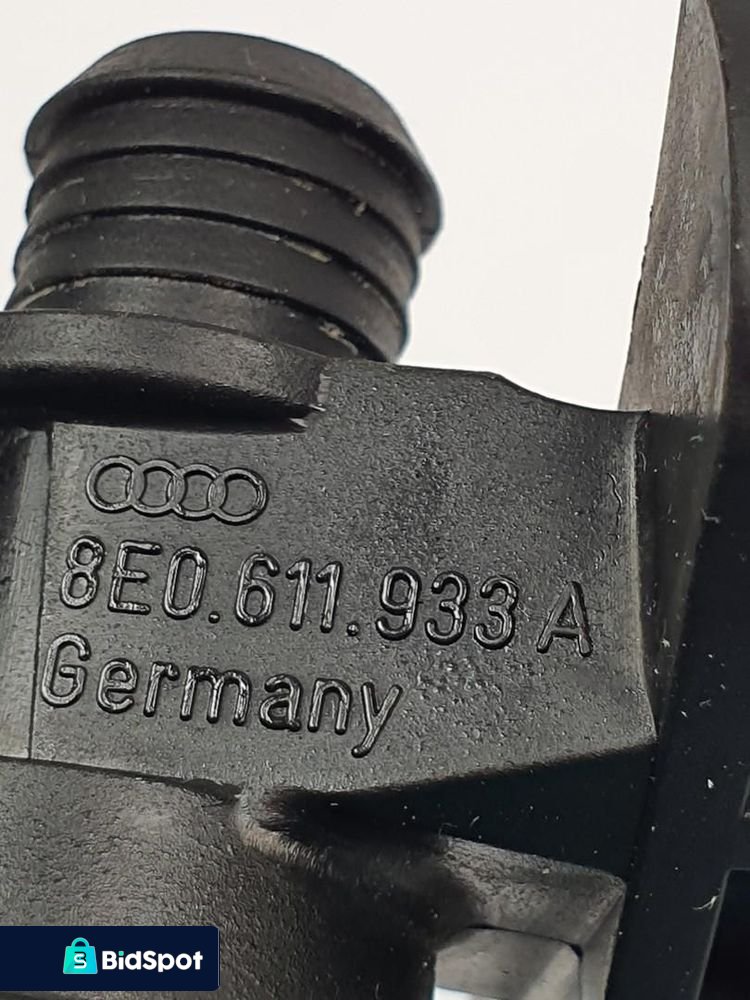 8E0.611.933 A
Germany
BidSpot